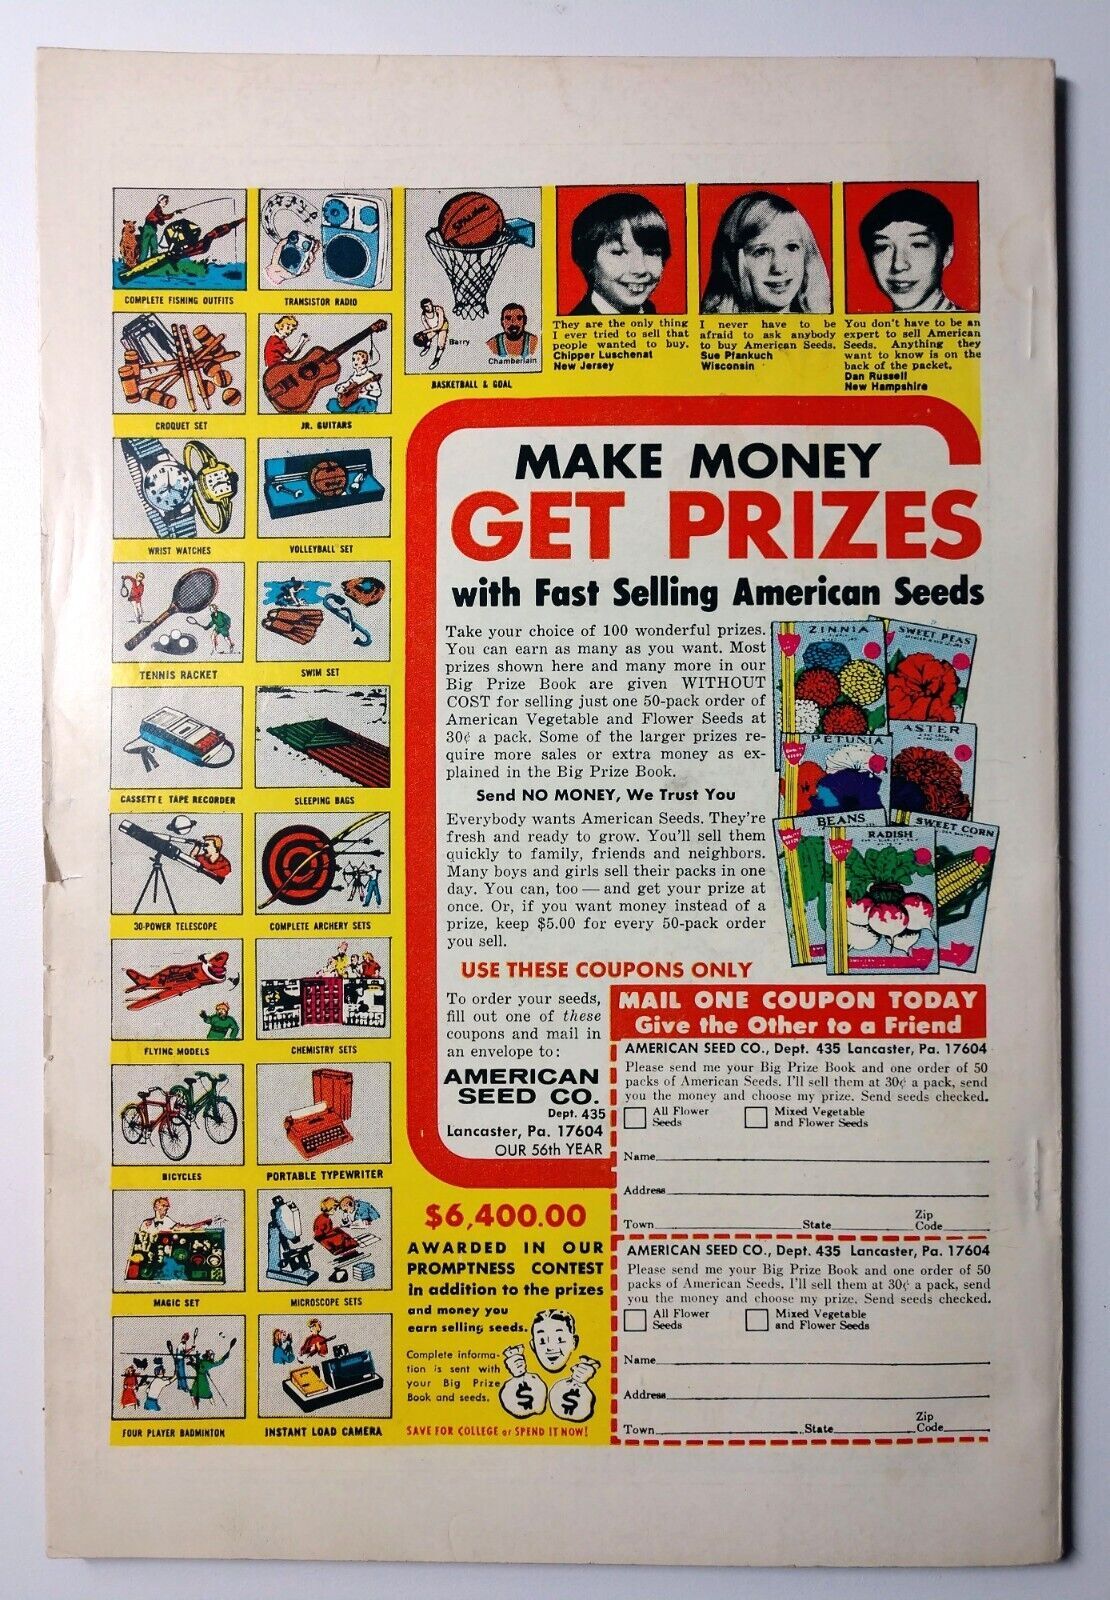 COMPLETE FISHING OUTFITS
TRANSISTOR RADIO
CROQUET SET
JR. GUITARS
WRIST WATCHES
VOLLEYBALL SET
TENNIS RACKET
SWIM SET
CASSETTE TAPE RECORDER
SLEEPING BAGS
30-POWER TELESCOPE
COMPLETE ARCHERY SETS
FLYING MODELS
CHEMISTRY SETS
BICYCLES
PORTABLE TYPEWRITER
MAGIC SET
MICROSCOPE SETS
FOUR PLAYER BADMINTON
INSTANT LOAD CAMERA
Barry
Chamberlain
BASKETBALL & GOAL
They are the only thing
I ever tried to sell that
people wanted to buy.
Chipper Luschenat
New Jersey
I never have to be
afraid to ask anybody
to buy American Seeds.
Sue Pfankuch
Wisconsin
You don't have to be an
expert to sell American
Seeds. Anything they
want to know is on the
back of the packet.
Dan Russell
New Hampshire
MAKE MONEY
GET PRIZES
with Fast Selling American Seeds
Take your choice of 100 wonderful prizes.
You can earn as many as you want. Most
prizes shown here and many more in our
Big Prize Book are given WITHOUT
COST for selling just one 50-pack order of
American Vegetable and Flower Seeds at
30¢ a pack. Some of the larger prizes re-
quire more sales or extra money as ex-
plained in the Big Prize Book.
Send NO MONEY, We Trust You
Everybody wants American Seeds. They're
fresh and ready to grow. You'll sell them
quickly to family, friends and neighbors.
Many boys and girls sell their packs in one
day. You can, too — and get your prize at
once. Or, if you want money instead of a
prize, keep $5.00 for every 50-pack order
you sell.
ZINNIA
SWEET PEAS
PETUNIA
ASTER
BEANS
RADISH
SWEET CORN
USE THESE COUPONS ONLY
To order your seeds,
fill out one of these
coupons and mail in
an envelope to:
AMERICAN
SEED CO.
Dept. 435
Lancaster, Pa. 17604
OUR 56th YEAR
MAIL ONE COUPON TODAY
Give the Other to a Friend
AMERICAN SEED CO., Dept. 435 Lancaster, Pa. 17604
Please send me your Big Prize Book and one order of 50
packs of American Seeds. I'll sell them at 30¢ a pack, send
you the money and choose my prize. Send seeds checked.
All Flower
Seeds
Mixed Vegetable
and Flower Seeds
Name
Address
Town State Zip
Code
AMERICAN SEED CO., Dept. 435 Lancaster, Pa. 17604
Please send me your Big Prize Book and one order of 50
packs of American Seeds. I'll sell them at 30¢ a pack, send
you the money and choose my prize. Send seeds checked.
All Flower
Seeds
Mixed Vegetable
and Flower Seeds
Name
Address
Town State Zip
Code
$6,400.00
AWARDED IN OUR
PROMPTNESS CONTEST
in addition to the prizes
and money you
earn selling seeds.
Complete informa-
tion is sent with
your Big Prize
Book and seeds.
$ $
SAVE FOR COLLEGE or SPEND IT NOW!